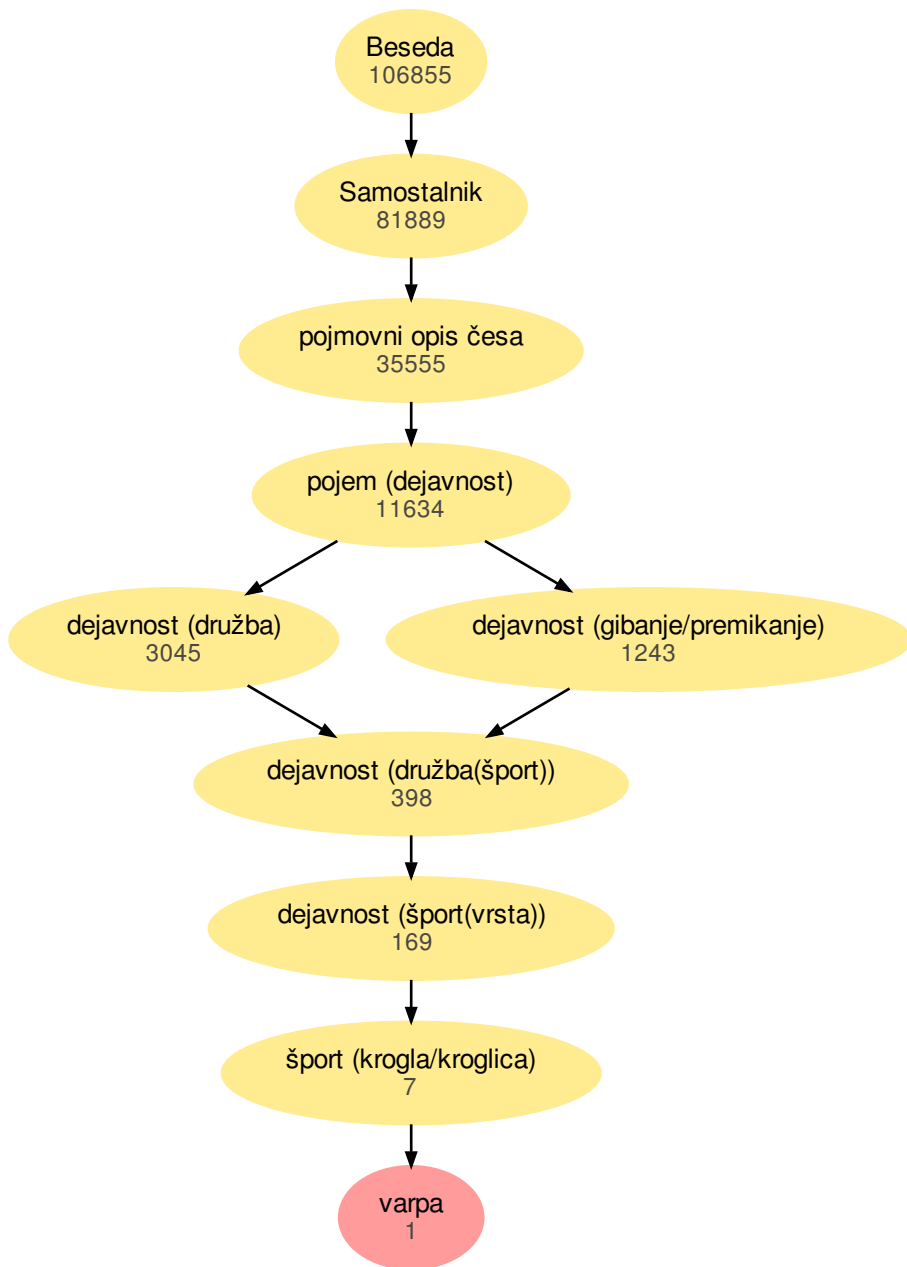 Beseda
106855
Samostalnik
81889
pojmovni opis česa
35555
pojem (dejavnost)
11634
dejavnost (družba)
3045
dejavnost (gibanje/premikanje)
1243
dejavnost (družba(šport))
398
dejavnost (šport(vrsta))
169
šport (krogla/kroglica)
7
varpa
1